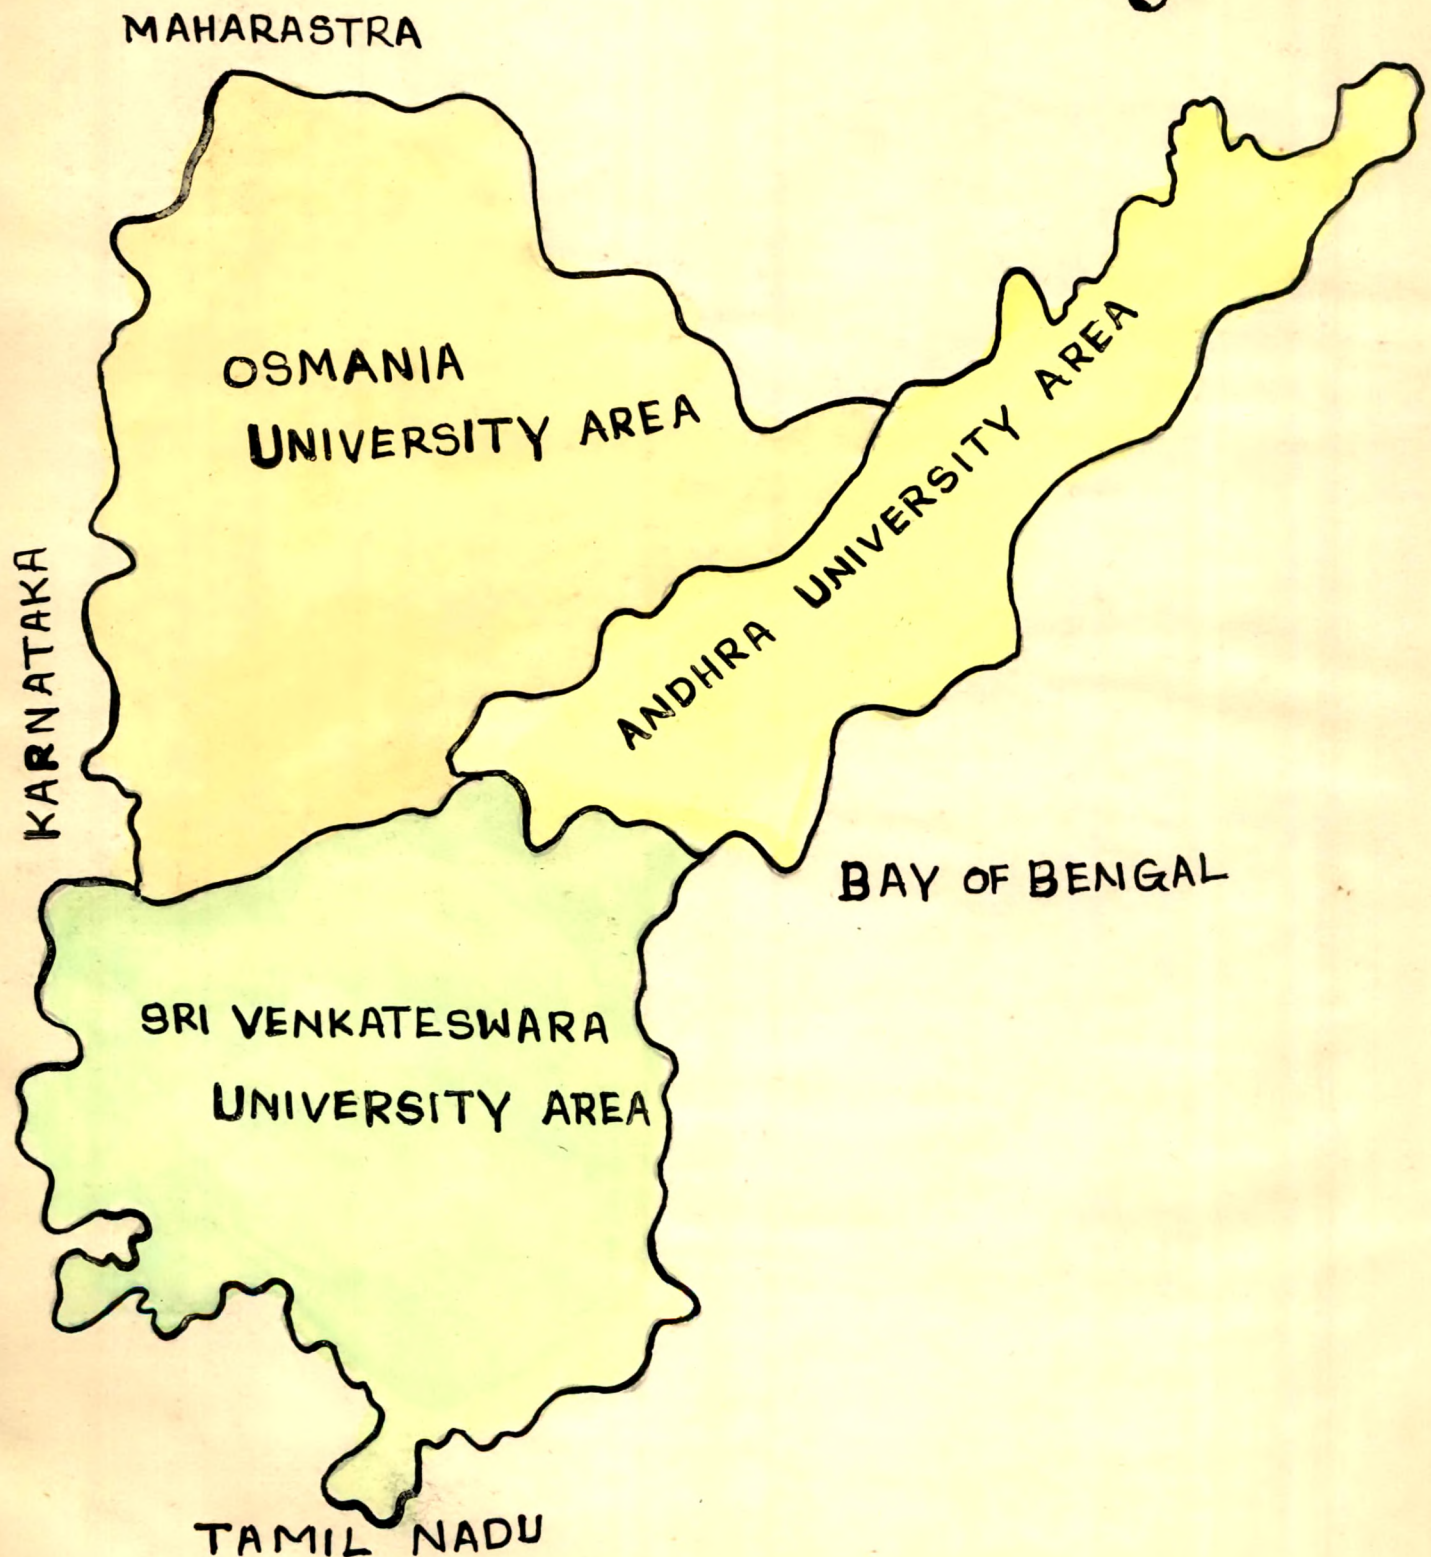 MAHARASTRA
OSMANIA
UNIVERSITY AREA
ANDHRA UNIVERSITY AREA
KARNATAKA
BAY OF BENGAL
SRI VENKATESWARA
UNIVERSITY AREA
TAMIL NADU